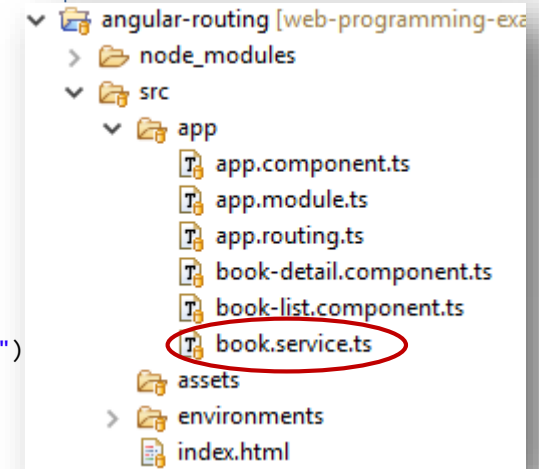 angular-routing [web-programming-exa
node_modules
src
app
app.component.ts
app.module.ts
app.routing.ts
book-detail.component.ts
book-list.component.ts
")
book.service.ts
assets
environments
index.html